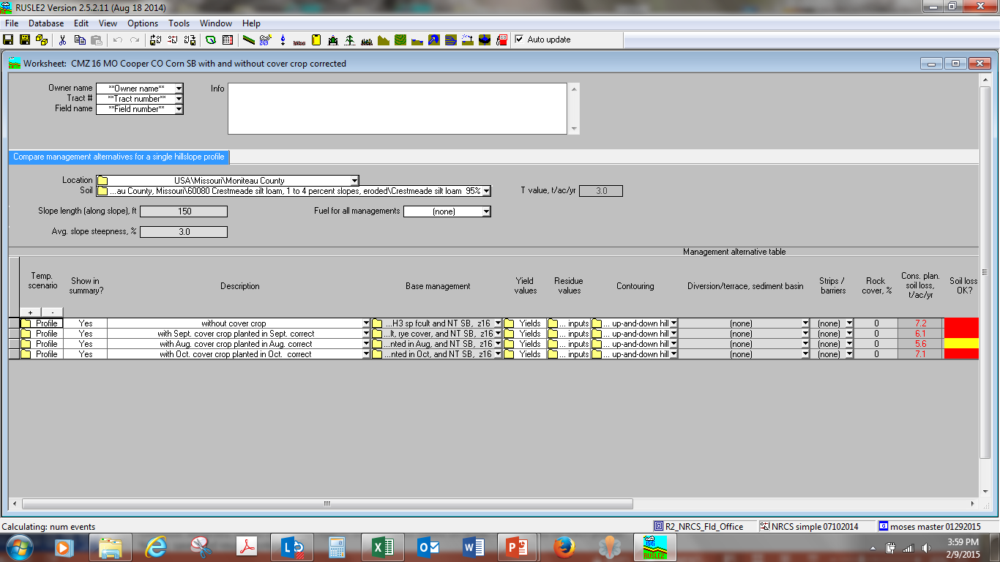 RUSLE2 Version 2.5.2.11 (Aug 18 2014)
File Database Edit View Options Tools Window Help
Auto update
Worksheet: CMZ 16 MO Cooper CO Corn SB with and without cover crop corrected
Owner name **Owner name** Info
Tract # **Tract number**
Field name **Field number**
Compare management alternatives for a single hillslope profile
Location USA\Missouri\Moniteau County
Soil ...au County, Missouri\60080 Crestmeade silt loam, 1 to 4 percent slopes, eroded\Crestmeade silt loam 95% T value, t/ac/yr 3.0
Slope length (along slope), ft 150 Fuel for all managements (none)
Avg. slope steepness, % 3.0
Management alternative table
Temp. scenario Show in summary? Description Base management Yield values Residue values Contouring Diversion/terrace, sediment basin Strips / barriers Rock cover, % Cons. plan. soil loss, t/ac/yr Soil loss OK?
+ -
Profile Yes without cover crop ...H3 sp fcult and NT SB, z16 Yields ... inputs ... up-and-down hill (none) (none) 0 7.2
Profile Yes with Sept. cover crop planted in Sept. correct ...lt, rye cover, and NT SB, z16 Yields ... inputs ... up-and-down hill (none) (none) 0 6.1
Profile Yes with Aug. cover crop planted in Aug. correct ...nted in Aug, and NT SB, z16 Yields ... inputs ... up-and-down hill (none) (none) 0 5.6
Profile Yes with Oct. cover crop planted in Oct. correct ...nted in Oct, and NT SB, z16 Yields ... inputs ... up-and-down hill (none) (none) 0 7.1
Calculating: num events R2_NRCS_Fld_Office NRCS simple 07102014 moses master 01292015
RUSLE2
3:59 PM
2/9/2015